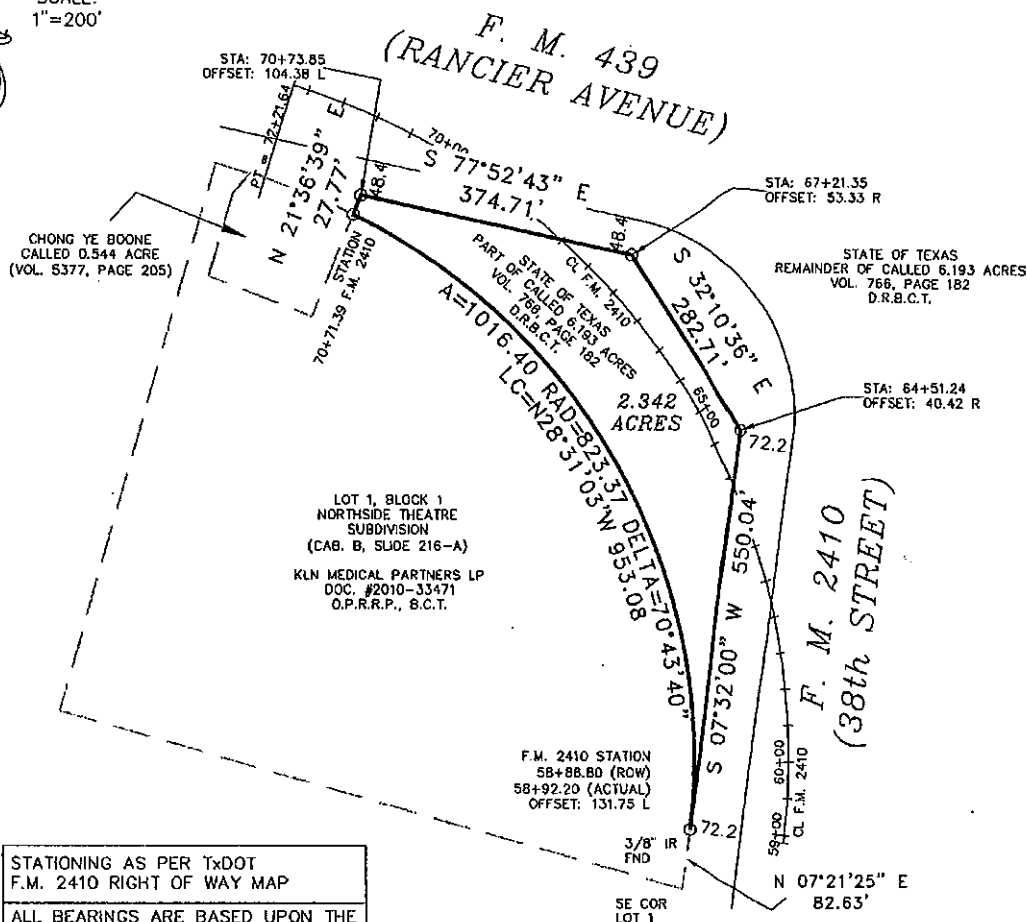 SCALE:
1"=200'
F. M. 439
(RANCIER AVENUE)
STA: 70+73.85
OFFSET: 104.38 L
PT = 72+21.64
N 21°36'39" E
27.77'
70+00
48.4
S 77°52'43" E
374.71'
48.4
STA: 67+21.35
OFFSET: 53.33 R
CHONG YE BOONE
CALLED 0.544 ACRE
(VOL. 5377, PAGE 205)
STATION
70+71.39 F.M. 2410
CL F.M. 2410
STATE OF TEXAS
PART OF CALLED 6.193 ACRES
VOL. 766, PAGE 182
D.R.B.C.T.
S 32°10'36" E
282.71'
STATE OF TEXAS
REMAINDER OF CALLED 6.193 ACRES
VOL. 766, PAGE 182
D.R.B.C.T.
2.342
ACRES
65+00
STA: 64+51.24
OFFSET: 40.42 R
72.2
A=1016.40 RAD=823.37 DELTA=70°43'40"
LC=N28°31'03"W 953.08
LOT 1, BLOCK 1
NORTHSIDE THEATRE
SUBDIVISION
(CAB. B, SLIDE 216-A)
KLN MEDICAL PARTNERS LP
DOC. #2010-33471
O.P.R.R.P., B.C.T.
S 07°32'00" W 550.04'
F. M. 2410
(38th STREET)
F.M. 2410 STATION
58+88.80 (ROW)
58+92.20 (ACTUAL)
OFFSET: 131.75 L
60+00
59+00
CL F.M. 2410
72.2
3/8" IR
FND
N 07°21'25" E
82.63'
SE COR
LOT 1
STATIONING AS PER TxDOT
F.M. 2410 RIGHT OF WAY MAP
ALL BEARINGS ARE BASED UPON THE